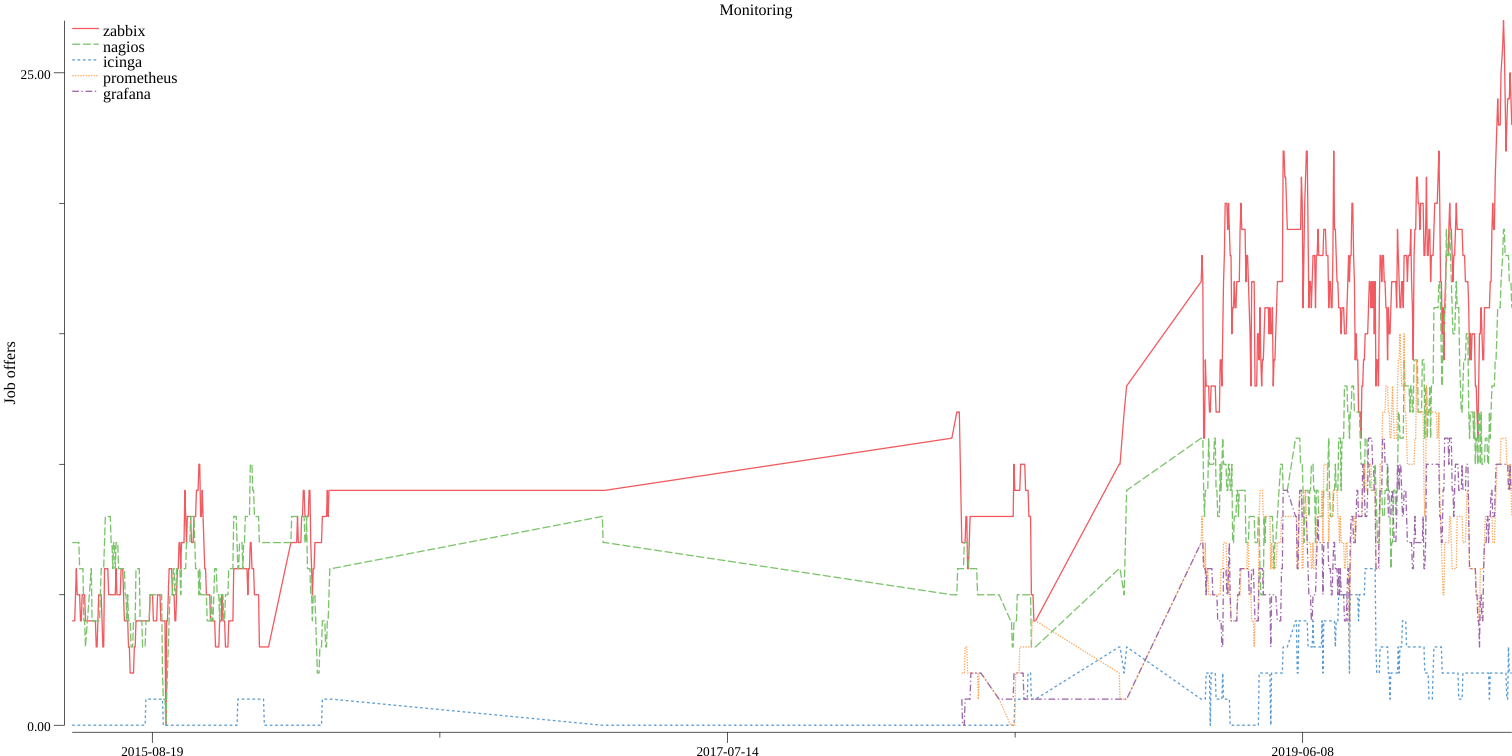 Monitoring
zabbix
nagios
icinga
prometheus
grafana
25.00
Job offers
0.00
2015-08-19
2017-07-14
2019-06-08